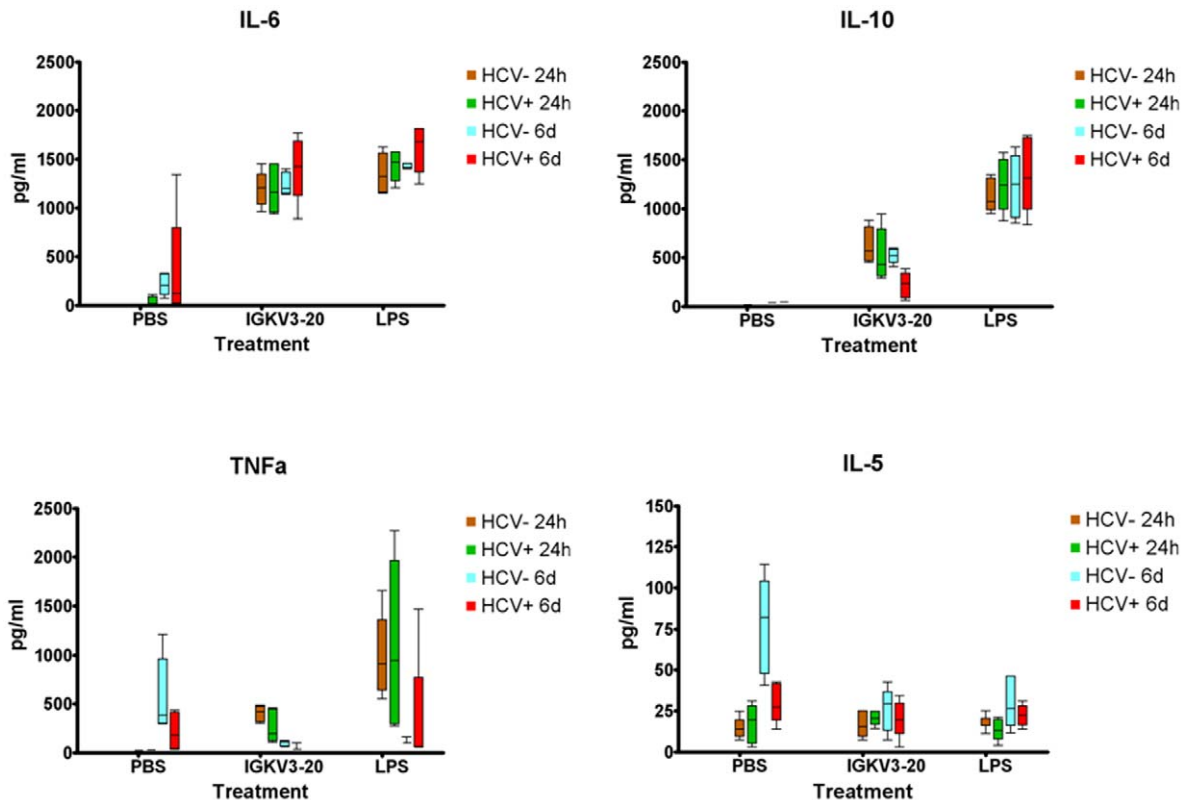 IL-6
2500
2000
1500
1000
500
0
pg/ml
PBS
IGKV3-20
LPS
Treatment
HCV- 24h
HCV+ 24h
HCV- 6d
HCV+ 6d
IL-10
2500
2000
1500
1000
500
0
pg/ml
PBS
IGKV3-20
LPS
Treatment
HCV- 24h
HCV+ 24h
HCV- 6d
HCV+ 6d
TNFa
2500
2000
1500
1000
500
0
pg/ml
PBS
IGKV3-20
LPS
Treatment
HCV- 24h
HCV+ 24h
HCV- 6d
HCV+ 6d
IL-5
150
125
100
75
50
25
0
pg/ml
PBS
IGKV3-20
LPS
Treatment
HCV- 24h
HCV+ 24h
HCV- 6d
HCV+ 6d